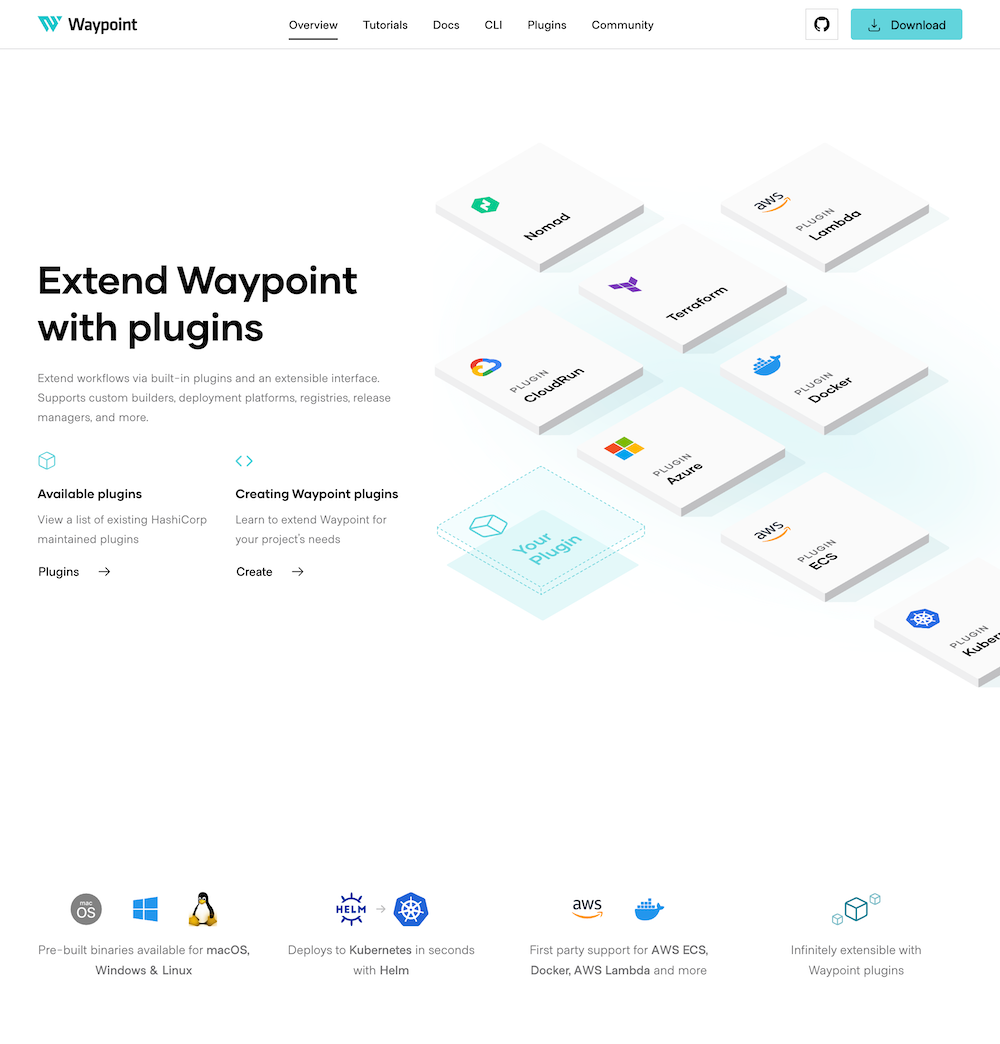 Waypoint
Overview
Tutorials
Docs
CLI
Plugins
Community
Download
Nomad
aws
PLUGIN
Lambda
Terraform
PLUGIN
CloudRun
PLUGIN
Docker
PLUGIN
Azure
Your
Plugin
aws
PLUGIN
ECS
PLUGIN
Extend Waypoint
with plugins
Extend workflows via built-in plugins and an extensible interface.
Supports custom builders, deployment platforms, registries, release
managers, and more.
Available plugins
View a list of existing HashiCorp
maintained plugins
Plugins
Creating Waypoint plugins
Learn to extend Waypoint for
your project's needs
Create
mac
OS
Pre-built binaries available for macOS,
Windows & Linux
HELM
Deploys to Kubernetes in seconds
with Helm
aws
First party support for AWS ECS,
Docker, AWS Lambda and more
Infinitely extensible with
Waypoint plugins